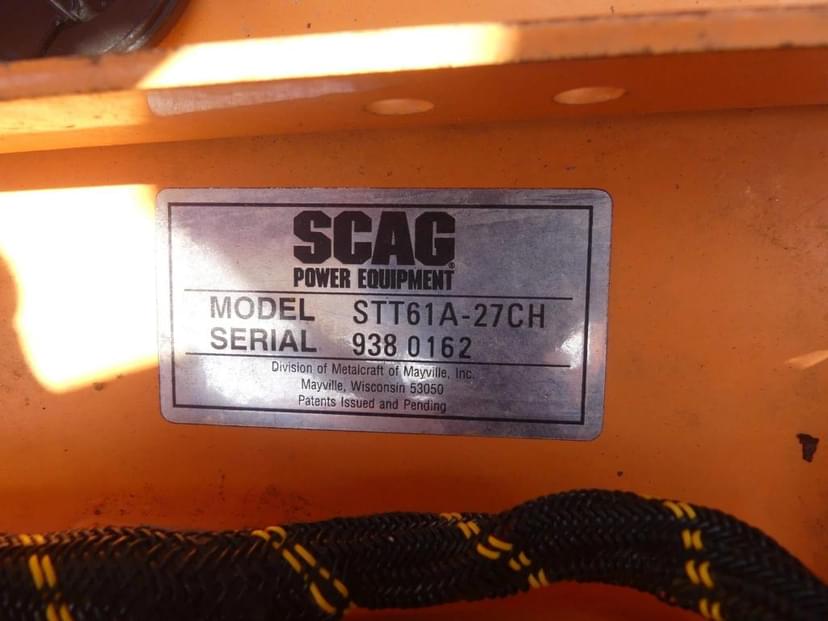 SCAG
POWER EQUIPMENT®
MODEL STT61A-27CH
SERIAL 938 0162
Division of Metalcraft of Mayville, Inc.
Mayville, Wisconsin 53050
Patents Issued and Pending